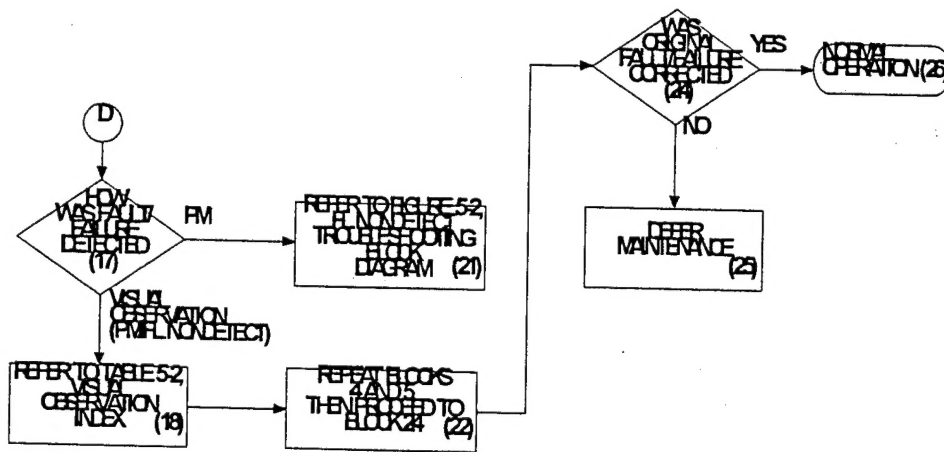 D
HOW
WAS FAULT/
FAILURE
DETECTED
(17)
PM
REFER TO FIGURE 5-2,
FL NONDETECT
TROUBLESHOOTING
BLOCK
DIAGRAM (21)
VISUAL
OBSERVATION
(PM/FL NONDETECT)
REFER TO TABLE 5-2,
VISUAL
OBSERVATION
INDEX (18)
REPEAT BLOCKS
4 AND 5
THEN PROCEED TO
BLOCK 24 (22)
WAS
ORIGINAL
FAULT/FAILURE
CORRECTED
(24)
YES
NORMAL
OPERATION (26)
NO
DEFER
MAINTENANCE
(25)